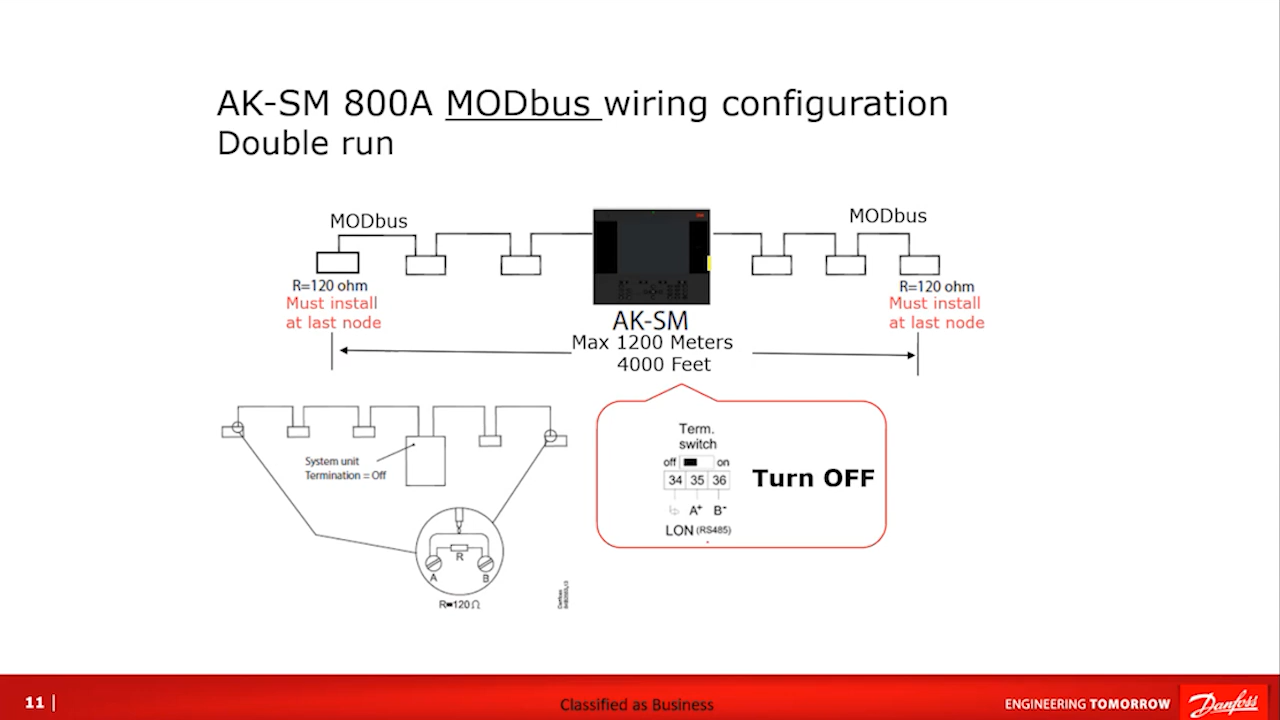 AK-SM 800A MODbus wiring configuration
Double run
MODbus
MODbus
R=120 ohm
Must install
at last node
R=120 ohm
Must install
at last node
AK-SM
Max 1200 Meters
4000 Feet
System unit
Termination = Off
R
A
B
R=120Ω
Danfoss
Term.
switch
off
on
34 35 36
A+ B-
LON (RS485)
Turn OFF
11
Classified as Business
ENGINEERING TOMORROW
Danfoss